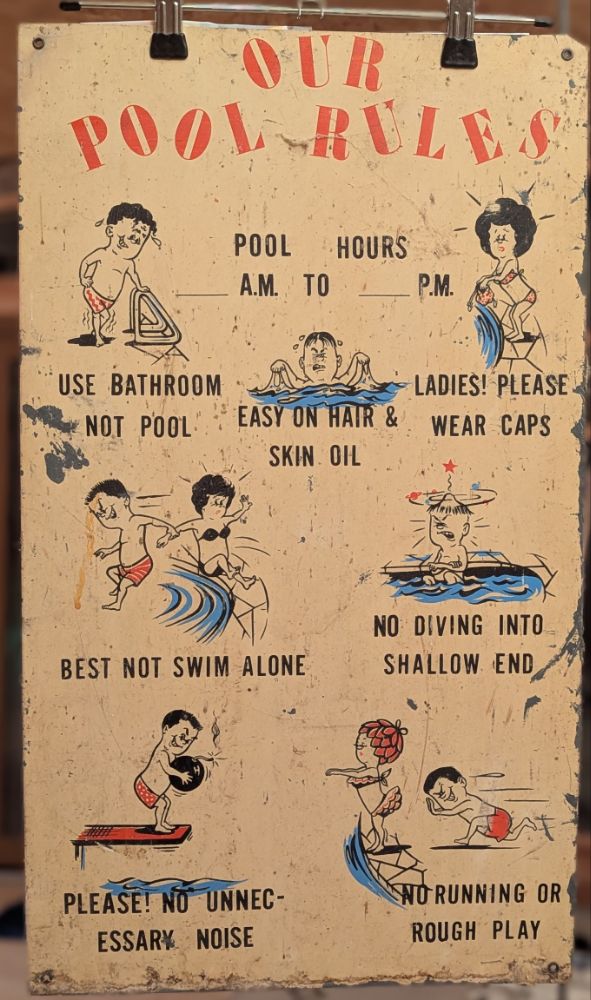 OUR
POOL RULES
POOL HOURS
____ A.M. TO ____ P.M.
USE BATHROOM
NOT POOL
EASY ON HAIR &
SKIN OIL
LADIES! PLEASE
WEAR CAPS
BEST NOT SWIM ALONE
NO DIVING INTO
SHALLOW END
PLEASE! NO UNNEC-
ESSARY NOISE
NO RUNNING OR
ROUGH PLAY